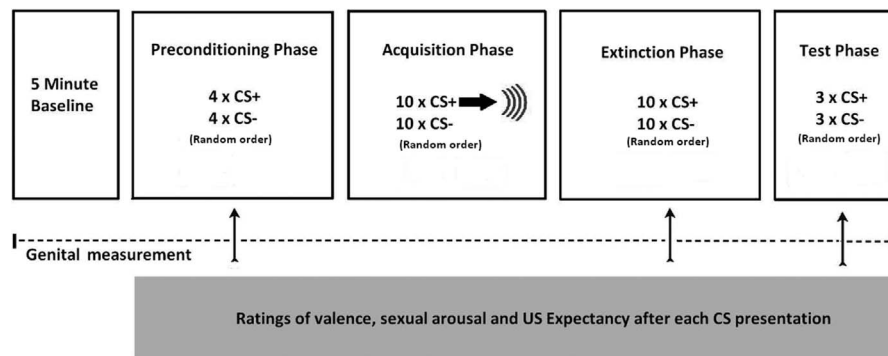 5 Minute
Baseline
Preconditioning Phase
4 x CS+
4 x CS-
(Random order)
Acquisition Phase
10 x CS+
10 x CS-
(Random order)
Extinction Phase
10 x CS+
10 x CS-
(Random order)
Test Phase
3 x CS+
3 x CS-
(Random order)
Genital measurement
Ratings of valence, sexual arousal and US Expectancy after each CS presentation